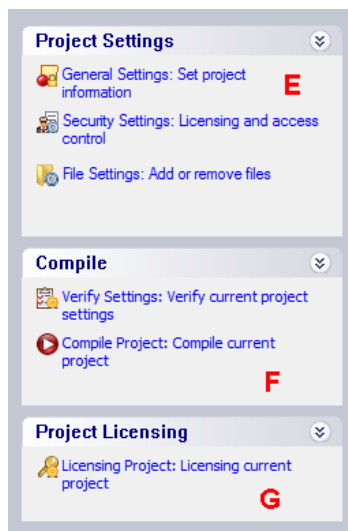 Project Settings
General Settings: Set project
information
E
Security Settings: Licensing and access
control
File Settings: Add or remove files
Compile
Verify Settings: Verify current project
settings
Compile Project: Compile current
project
F
Project Licensing
Licensing Project: Licensing current
project
G